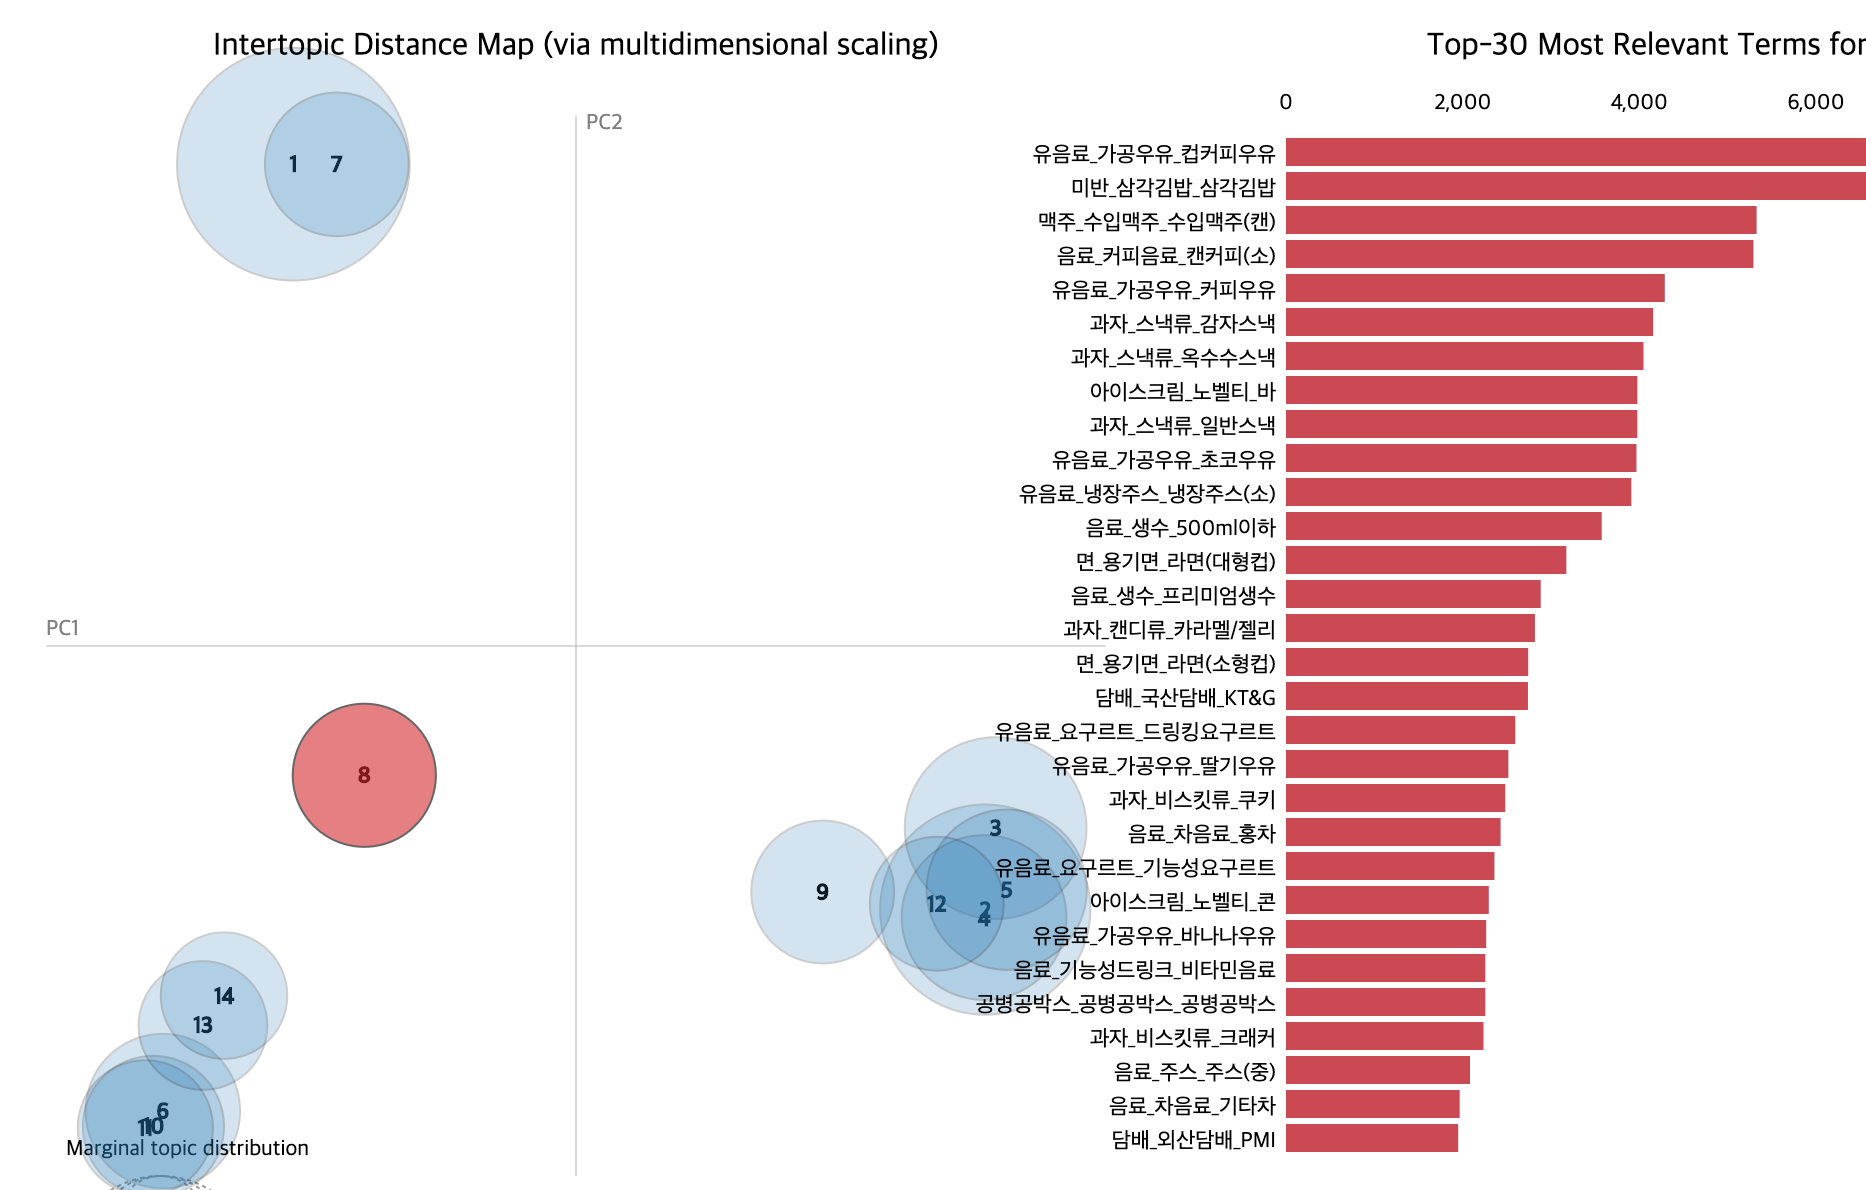 Intertopic Distance Map (via multidimensional scaling)
PC2
PC1
1
7
8
3
9
5
12
2
4
14
13
6
10
11
Marginal topic distribution
Top-30 Most Relevant Terms for
0 2,000 4,000 6,000
유음료_가공우유_컵커피우유
미반_삼각김밥_삼각김밥
맥주_수입맥주_수입맥주(캔)
음료_커피음료_캔커피(소)
유음료_가공우유_커피우유
과자_스낵류_감자스낵
과자_스낵류_옥수수스낵
아이스크림_노벨티_바
과자_스낵류_일반스낵
유음료_가공우유_초코우유
유음료_냉장주스_냉장주스(소)
음료_생수_500ml이하
면_용기면_라면(대형컵)
음료_생수_프리미엄생수
과자_캔디류_카라멜/젤리
면_용기면_라면(소형컵)
담배_국산담배_KT&G
유음료_요구르트_드링킹요구르트
유음료_가공우유_딸기우유
과자_비스킷류_쿠키
음료_차음료_홍차
유음료_요구르트_기능성요구르트
아이스크림_노벨티_콘
유음료_가공우유_바나나우유
음료_기능성드링크_비타민음료
공병공박스_공병공박스_공병공박스
과자_비스킷류_크래커
음료_주스_주스(중)
음료_차음료_기타차
담배_외산담배_PMI